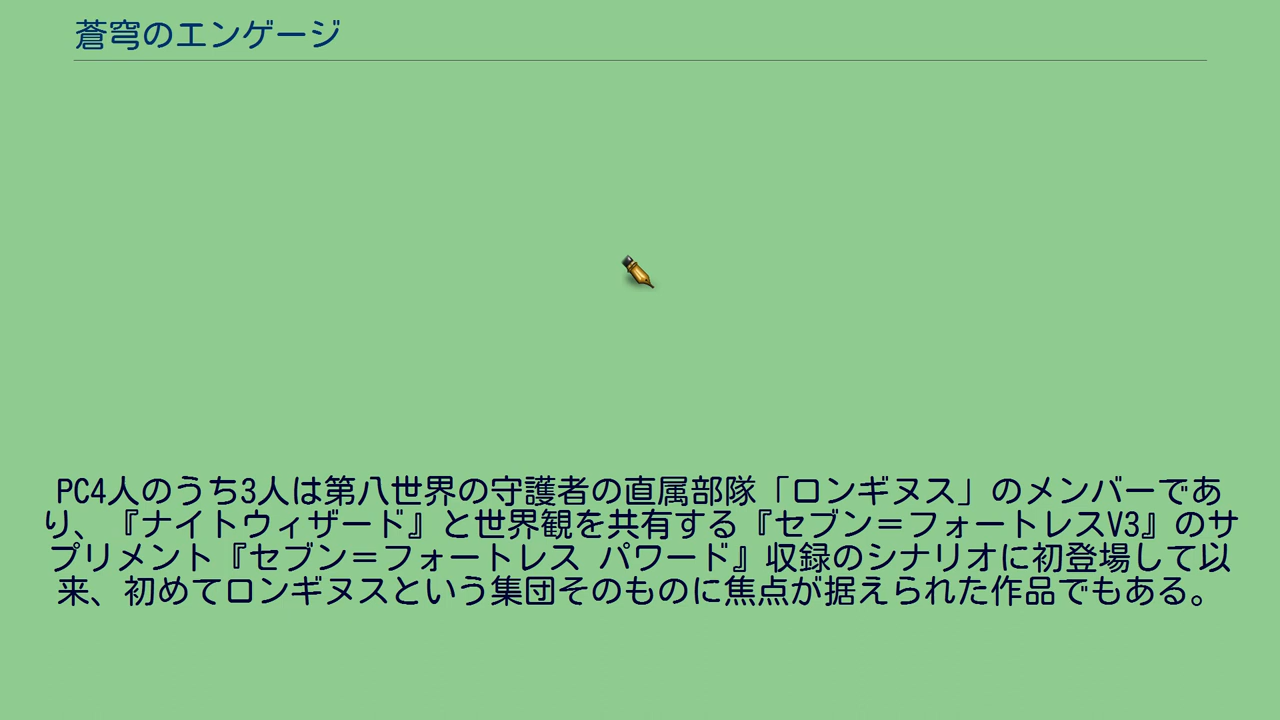 蒼穹のエンゲージ
PC4人のうち3人は第八世界の守護者の直属部隊「ロンギヌス」のメンバーであ
り、『ナイトウィザード』と世界観を共有する『セブン＝フォートレスV3』のサ
プリメント『セブン＝フォートレス パワード』収録のシナリオに初登場して以
来、初めてロンギヌスという集団そのものに焦点が据えられた作品でもある。